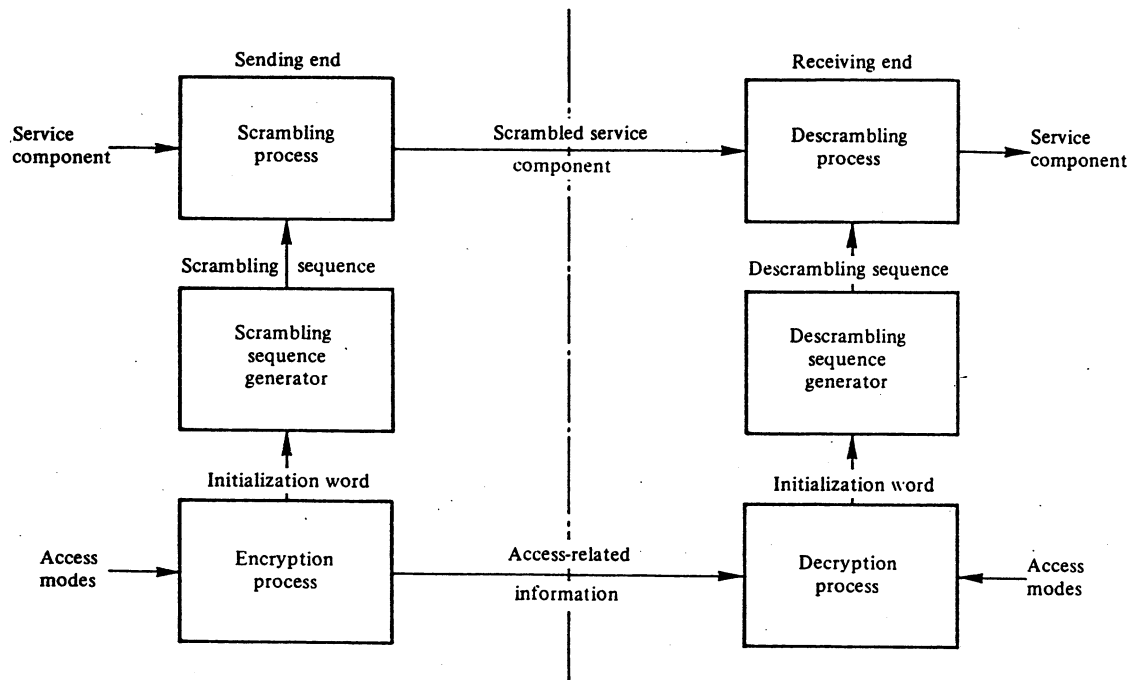 Sending end
Receiving end
Service
component
Scrambling
process
Scrambled service
component
Descrambling
process
Service
component
Scrambling sequence
Descrambling sequence
Scrambling
sequence
generator
Descrambling
sequence
generator
Initialization word
Initialization word
Access
modes
Encryption
process
Access-related
information
Decryption
process
Access
modes